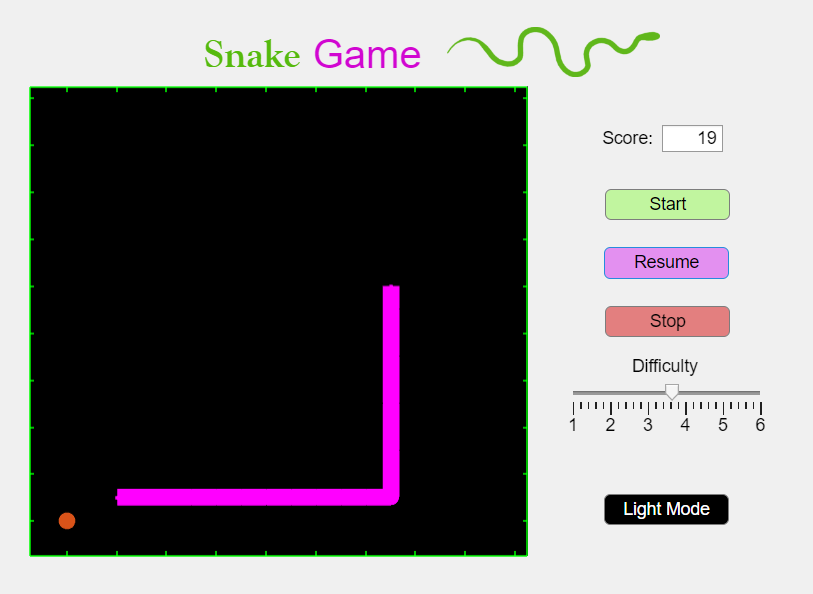 Snake Game
Score: 19
Start
Resume
Stop
Difficulty
1 2 3 4 5 6
Light Mode